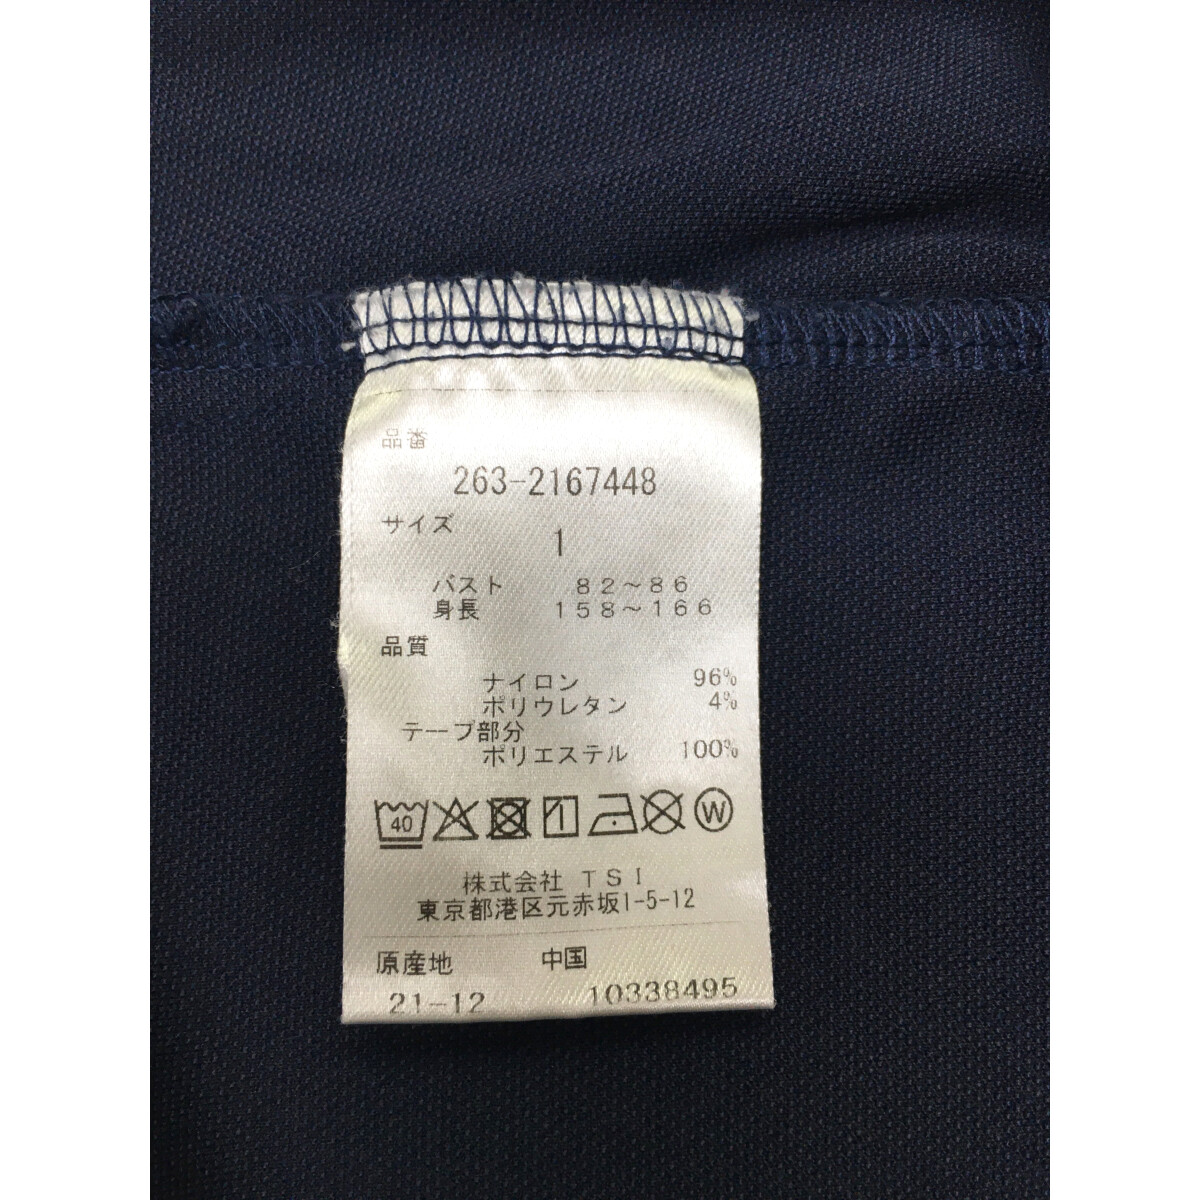 品番
263-2167448
サイズ
1
バスト 82～86
身長 158～166
品質
ナイロン 96%
ポリウレタン 4%
テープ部分
ポリエステル 100%
40 W
株式会社 TSI
東京都港区元赤坂1-5-12
原産地 中国
21-12 10338495